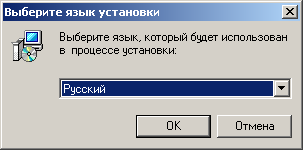 Выберите язык установки
Выберите язык, который будет использован
в процессе установки:
Русский
OK
Отмена